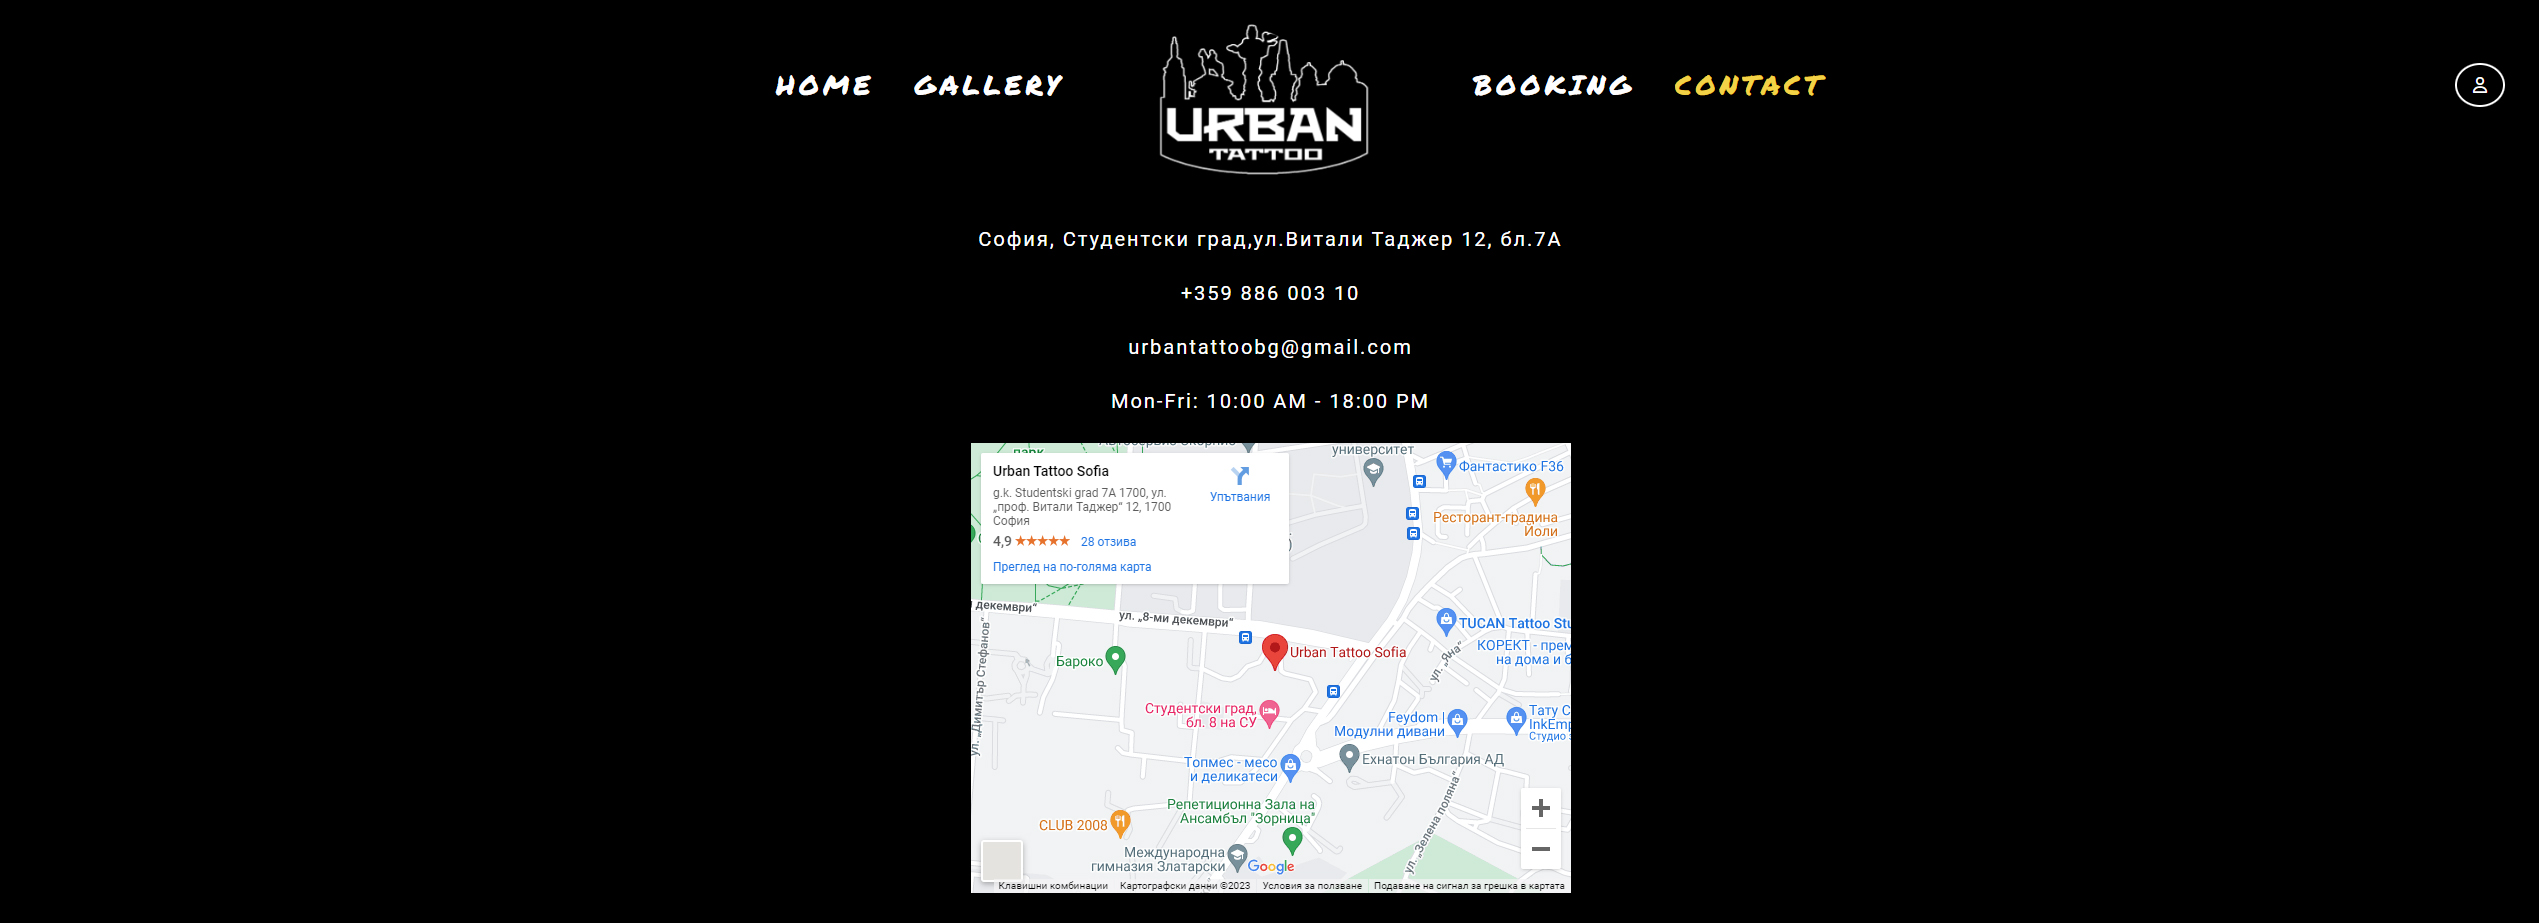 HOME GALLERY
URBAN
TATTOO
BOOKING CONTACT
София, Студентски град,ул.Витали Таджер 12, бл.7А
+359 886 003 10
urbantattoobg@gmail.com
Mon-Fri: 10:00 AM - 18:00 PM
парк
университет
Фантастико F36
Urban Tattoo Sofia
Упътвания
g.k. Studentski grad 7A 1700, ул.
„проф. Витали Таджер“ 12, 1700
София
4,9
28 отзива
Преглед на по-голяма карта
Ресторант-градина
Йоли
декември“
ул. „8-ми декември“
TUCAN Tattoo Stu
КОРЕКТ - прем
на дома и б
ул. „Яна“
Бароко
Urban Tattoo Sofia
ул. „Димитър Стефанов“
Студентски град,
бл. 8 на СУ
Feydom |
Модулни дивани
Тату С
InkEmp
Студио з
Топмес - месо
и деликатеси
Ехнатон България АД
Репетиционна Зала на
Ансамбъл "Зорница"
CLUB 2008
ул. „Зелена поляна“
Международна
гимназия Златарски
Google
Клавишни комбинации
Картографски данни ©2023
Условия за ползване
Подаване на сигнал за грешка в картата